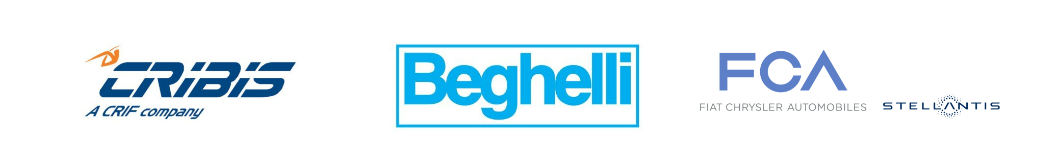 CRiBiS
A CRIF company
Beghelli
FCA
FIAT CHRYSLER AUTOMOBILES
STELLANTIS